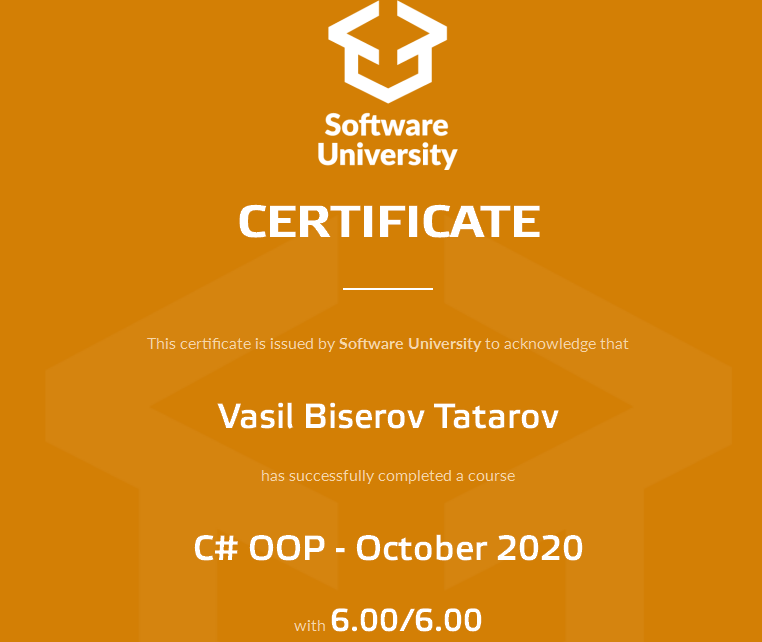 Software
University
CERTIFICATE
This certificate is issued by Software University to acknowledge that
Vasil Biserov Tatarov
has successfully completed a course
C# OOP - October 2020
with 6.00/6.00